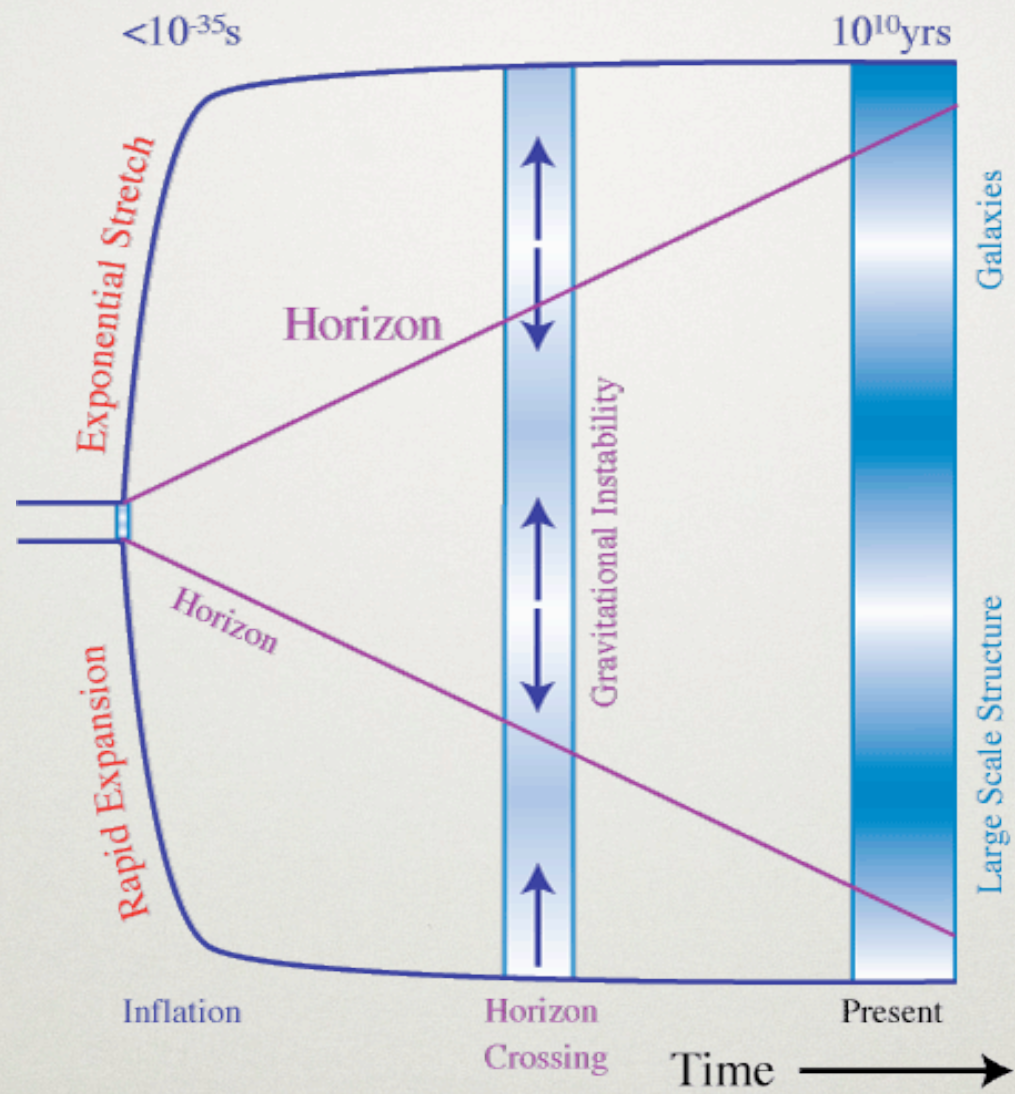 <10⁻³⁵s
10¹⁰yrs
Exponential Stretch
Galaxies
Horizon
Gravitational Instability
Horizon
Rapid Expansion
Large Scale Structure
Inflation
Horizon
Crossing
Present
Time